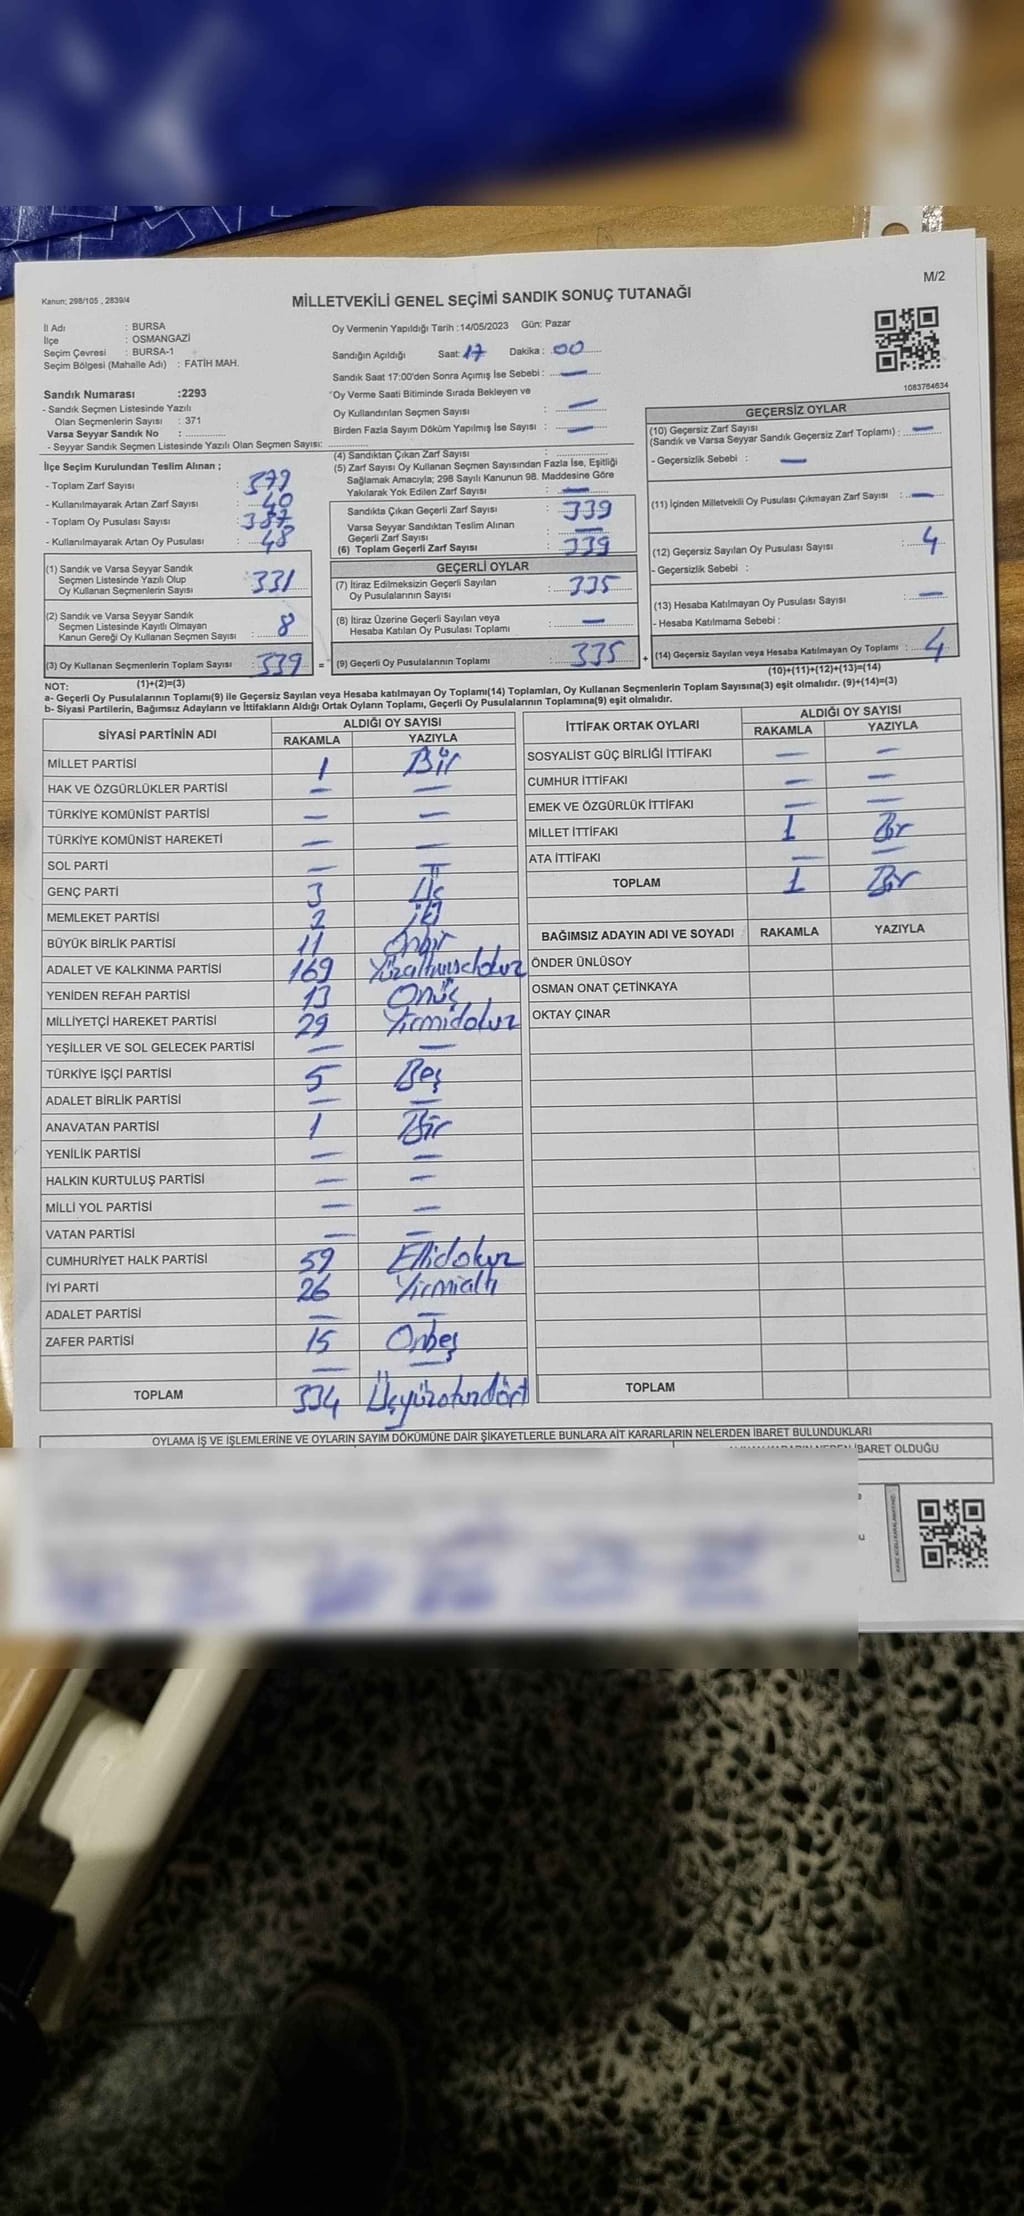 M/2
Kanun; 298/105 , 2839/4
MİLLETVEKİLİ GENEL SEÇİMİ SANDIK SONUÇ TUTANAĞI
İl Adı : BURSA
İlçe : OSMANGAZİ
Seçim Çevresi : BURSA-1
Seçim Bölgesi (Mahalle Adı) : FATİH MAH.
Sandık Numarası :2293
- Sandık Seçmen Listesinde Yazılı
Olan Seçmenlerin Sayısı : 371
Varsa Seyyar Sandık No :
- Seyyar Sandık Seçmen Listesinde Yazılı Olan Seçmen Sayısı:
Oy Vermenin Yapıldığı Tarih :14/05/2023 Gün: Pazar
Sandığın Açıldığı Saat: 17 Dakika : 00
Sandık Saat 17:00'den Sonra Açımış İse Sebebi : —
Oy Verme Saati Bitiminde Sırada Bekleyen ve
Oy Kullandırılan Seçmen Sayısı : —
Birden Fazla Sayım Döküm Yapılmış İse Sayısı : —
1083764634
İlçe Seçim Kurulundan Teslim Alınan ;
- Toplam Zarf Sayısı : 379
- Kullanılmayarak Artan Zarf Sayısı : 40
- Toplam Oy Pusulası Sayısı : 387
- Kullanılmayarak Artan Oy Pusulası : 48
(1) Sandık ve Varsa Seyyar Sandık
Seçmen Listesinde Yazılı Olup
Oy Kullanan Seçmenlerin Sayısı : 331
(2) Sandık ve Varsa Seyyar Sandık
Seçmen Listesinde Kayıtlı Olmayan
Kanun Gereği Oy Kullanan Seçmen Sayısı : 8
(3) Oy Kullanan Seçmenlerin Toplam Sayısı : 339 =
(1)+(2)=(3)
(4) Sandıktan Çıkan Zarf Sayısı :
(5) Zarf Sayısı Oy Kullanan Seçmen Sayısından Fazla İse, Eşitliği
Sağlamak Amacıyla; 298 Sayılı Kanunun 98. Maddesine Göre
Yakılarak Yok Edilen Zarf Sayısı : —
Sandıkta Çıkan Geçerli Zarf Sayısı : 339
Varsa Seyyar Sandıktan Teslim Alınan
Geçerli Zarf Sayısı : —
(6) Toplam Geçerli Zarf Sayısı : 339
GEÇERLİ OYLAR
(7) İtiraz Edilmeksizin Geçerli Sayılan
Oy Pusulalarının Sayısı : 335
(8) İtiraz Üzerine Geçerli Sayılan veya
Hesaba Katılan Oy Pusulası Toplamı : —
(9) Geçerli Oy Pusulalarının Toplamı : 335 +
GEÇERSİZ OYLAR
(10) Geçersiz Zarf Sayısı
(Sandık ve Varsa Seyyar Sandık Geçersiz Zarf Toplamı) : —
- Geçersizlik Sebebi : —
(11) İçinden Milletvekili Oy Pusulası Çıkmayan Zarf Sayısı : —
(12) Geçersiz Sayılan Oy Pusulası Sayısı : 4
- Geçersizlik Sebebi :
(13) Hesaba Katılmayan Oy Pusulası Sayısı : —
- Hesaba Katılmama Sebebi :
(14) Geçersiz Sayılan veya Hesaba Katılmayan Oy Toplamı : 4
(10)+(11)+(12)+(13)=(14)
NOT:
a- Geçerli Oy Pusulalarının Toplamı(9) ile Geçersiz Sayılan veya Hesaba katılmayan Oy Toplamı(14) Toplamları, Oy Kullanan Seçmenlerin Toplam Sayısına(3) eşit olmalıdır. (9)+(14)=(3)
b- Siyasi Partilerin, Bağımsız Adayların ve İttifakların Aldığı Ortak Oyların Toplamı, Geçerli Oy Pusulalarının Toplamına(9) eşit olmalıdır.
SİYASİ PARTİNİN ADI ALDIĞI OY SAYISI
RAKAMLA YAZIYLA
MİLLET PARTİSİ 1 Bir
HAK VE ÖZGÜRLÜKLER PARTİSİ — —
TÜRKİYE KOMÜNİST PARTİSİ — —
TÜRKİYE KOMÜNİST HAREKETİ — —
SOL PARTİ — —
GENÇ PARTİ 3 Üç
MEMLEKET PARTİSİ 2 iki
BÜYÜK BİRLİK PARTİSİ 11 Onbir
ADALET VE KALKINMA PARTİSİ 169 Yüzaltmışdokuz
YENİDEN REFAH PARTİSİ 13 Onüç
MİLLİYETÇİ HAREKET PARTİSİ 29 Yirmidokuz
YEŞİLLER VE SOL GELECEK PARTİSİ — —
TÜRKİYE İŞÇİ PARTİSİ 5 Beş
ADALET BİRLİK PARTİSİ — —
ANAVATAN PARTİSİ 1 Bir
YENİLİK PARTİSİ — —
HALKIN KURTULUŞ PARTİSİ — —
MİLLİ YOL PARTİSİ — —
VATAN PARTİSİ — —
CUMHURİYET HALK PARTİSİ 59 Ellidokuz
İYİ PARTİ 26 Yirmialtı
ADALET PARTİSİ — —
ZAFER PARTİSİ 15 Onbeş
— —
TOPLAM 334 Üçyüzotuzdört
İTTİFAK ORTAK OYLARI ALDIĞI OY SAYISI
RAKAMLA YAZIYLA
SOSYALİST GÜÇ BİRLİĞİ İTTİFAKI — —
CUMHUR İTTİFAKI — —
EMEK VE ÖZGÜRLÜK İTTİFAKI — —
MİLLET İTTİFAKI 1 Bir
ATA İTTİFAKI — —
TOPLAM 1 Bir
BAĞIMSIZ ADAYIN ADI VE SOYADI RAKAMLA YAZIYLA
ÖNDER ÜNLÜSOY
OSMAN ONAT ÇETİNKAYA
OKTAY ÇINAR
TOPLAM
OYLAMA İŞ VE İŞLEMLERİNE VE OYLARIN SAYIM DÖKÜMÜNE DAİR ŞİKAYETLERLE BUNLARA AİT KARARLARIN NELERDEN İBARET BULUNDUKLARI
İBARET OLDUĞU